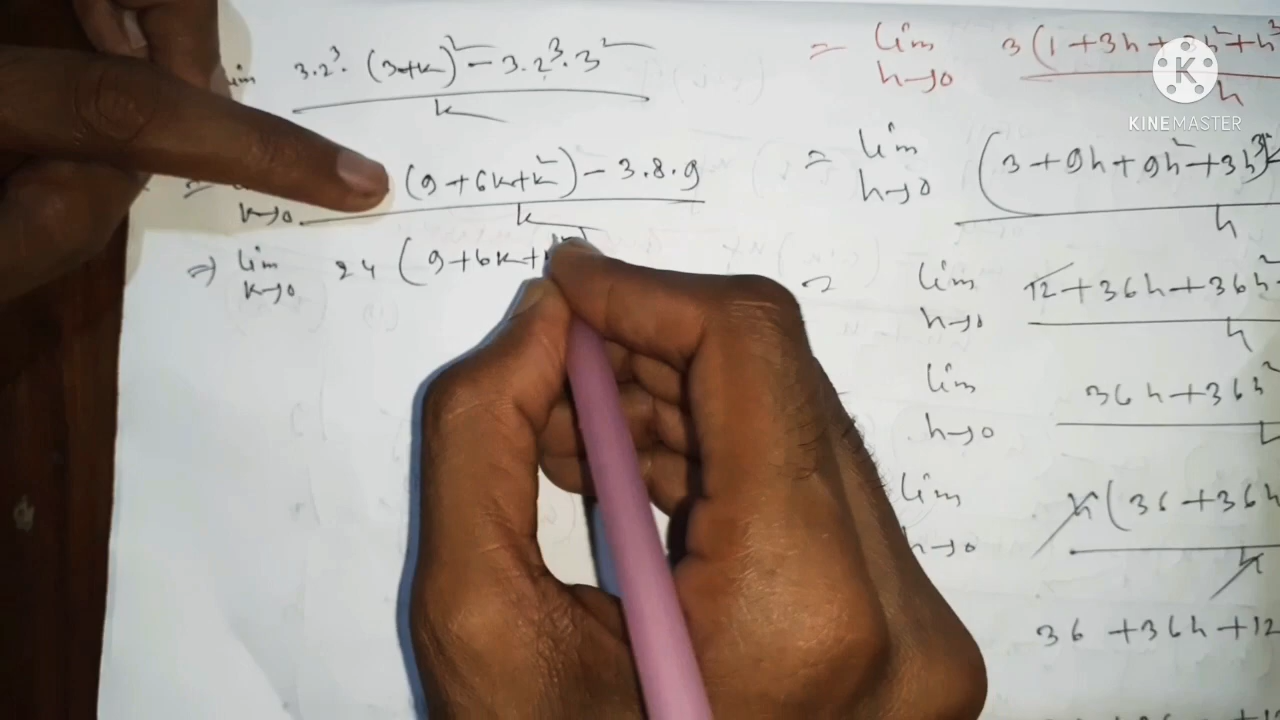 lim 3.2³. (3+k)² - 3.2³.3²
k
= (9+6k+k²) - 3.8.9
k→0 k
⇒ lim 24 (9+6k+
k→0
= lim 3(1+3h+3h²+h³
h→0 h
K
KINEMASTER
= lim (3+9h+9h²+3h³)
h→0 h
= lim 12+36h+36h²
h→0 h
lim 36h+36h²
h→0 h
lim h(36+36h
h→0 h
36+36h+12